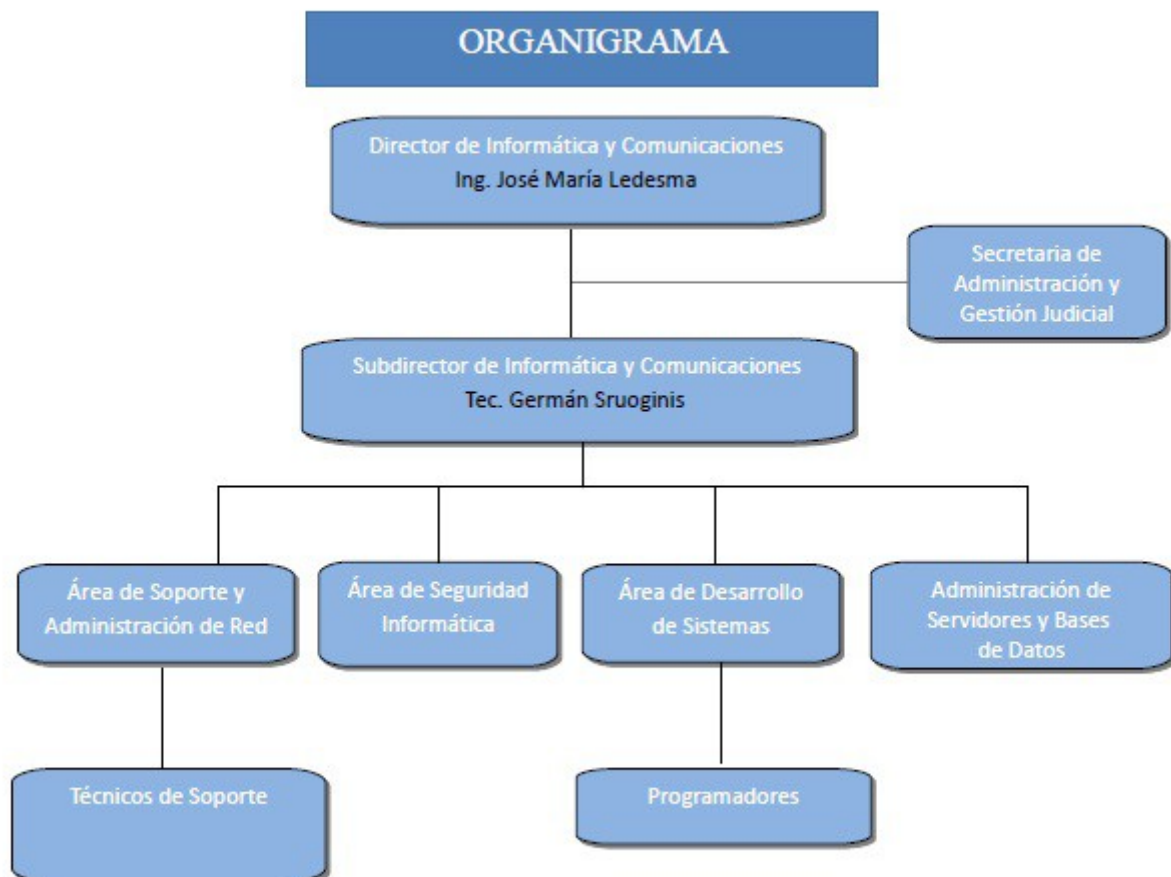 ORGANIGRAMA
Director de Informática y Comunicaciones
Ing. José María Ledesma
Secretaria de
Administración y
Gestión Judicial
Subdirector de Informática y Comunicaciones
Tec. Germán Sruoginis
Área de Soporte y
Administración de Red
Área de Seguridad
Informática
Área de Desarrollo
de Sistemas
Administración de
Servidores y Bases
de Datos
Técnicos de Soporte
Programadores